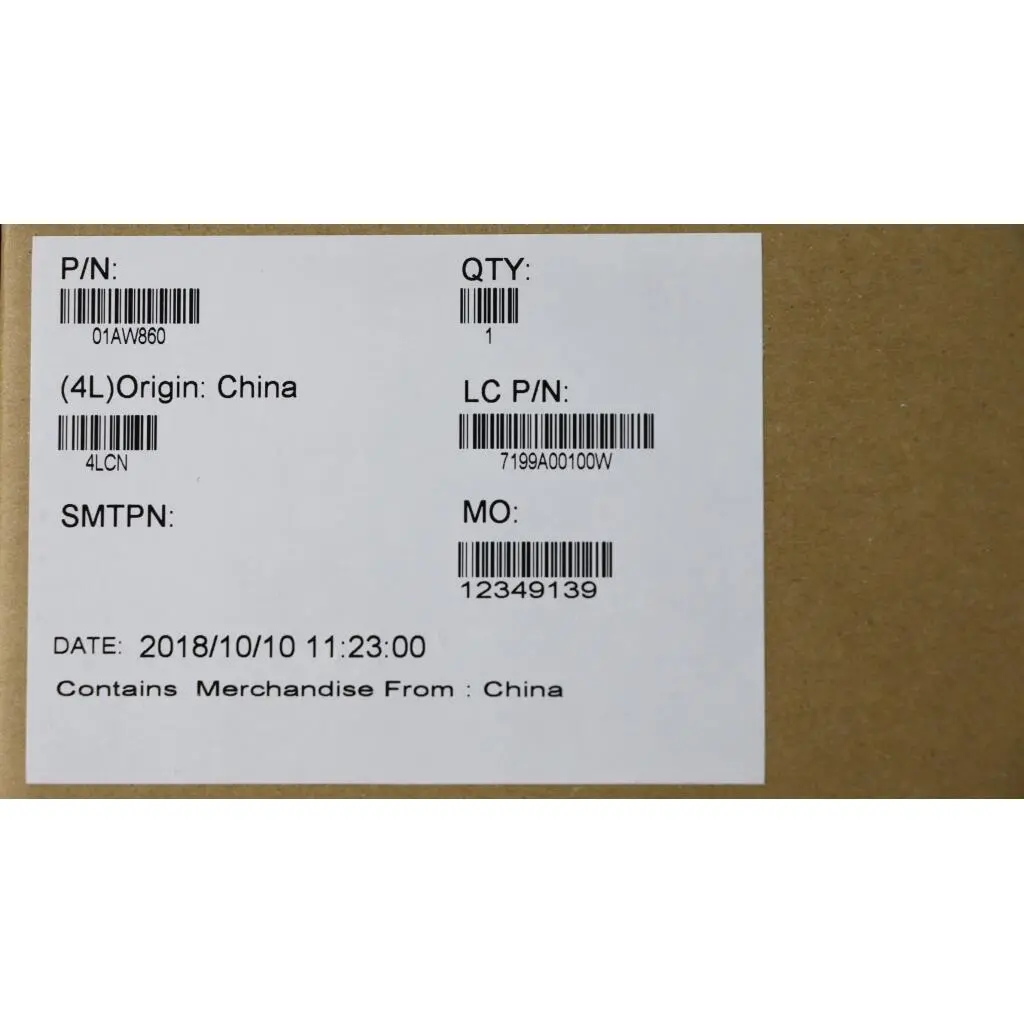 P/N:
01AW860
QTY:
1
(4L)Origin: China
4LCN
LC P/N:
7199A00100W
SMTPN:
MO:
12349139
DATE: 2018/10/10 11:23:00
Contains Merchandise From : China